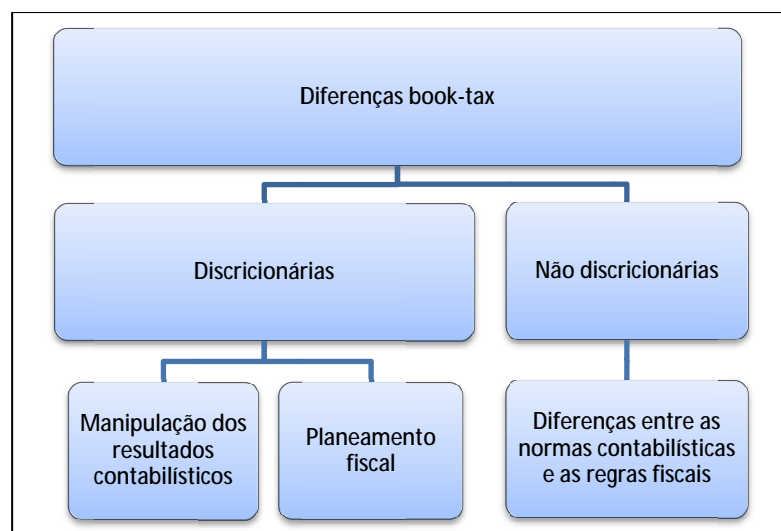 Diferenças book-tax
Discricionárias
Não discricionárias
Manipulação dos
resultados
contabilísticos
Planeamento
fiscal
Diferenças entre as
normas contabilísticas
e as regras fiscais